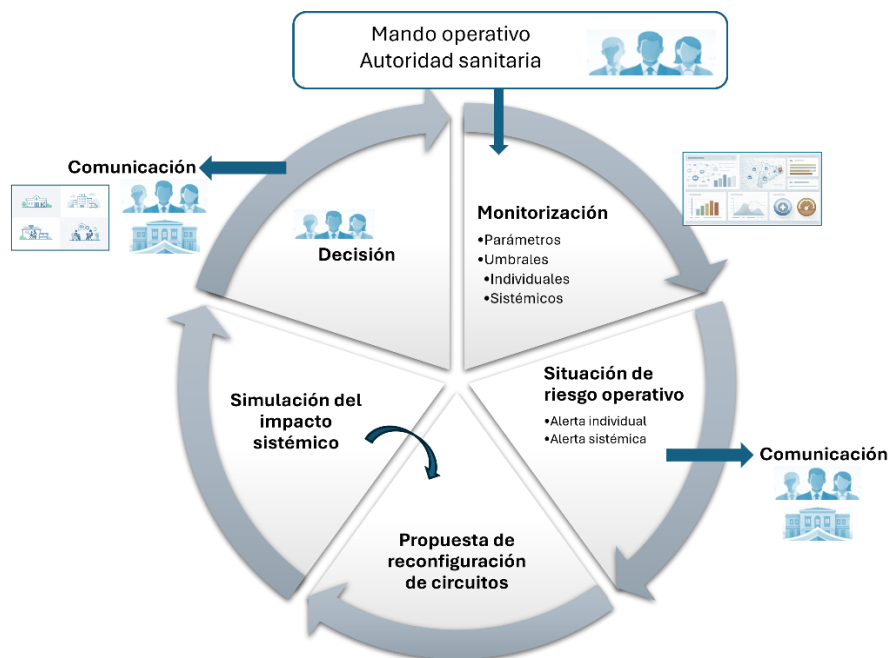 Mando operativo
Autoridad sanitaria
Monitorización
•Parámetros
•Umbrales
•Individuales
•Sistémicos
Situación de
riesgo operativo
•Alerta individual
•Alerta sistémica
Comunicación
Propuesta de
reconfiguración
de circuitos
Simulación del
impacto
sistémico
Decisión
Comunicación